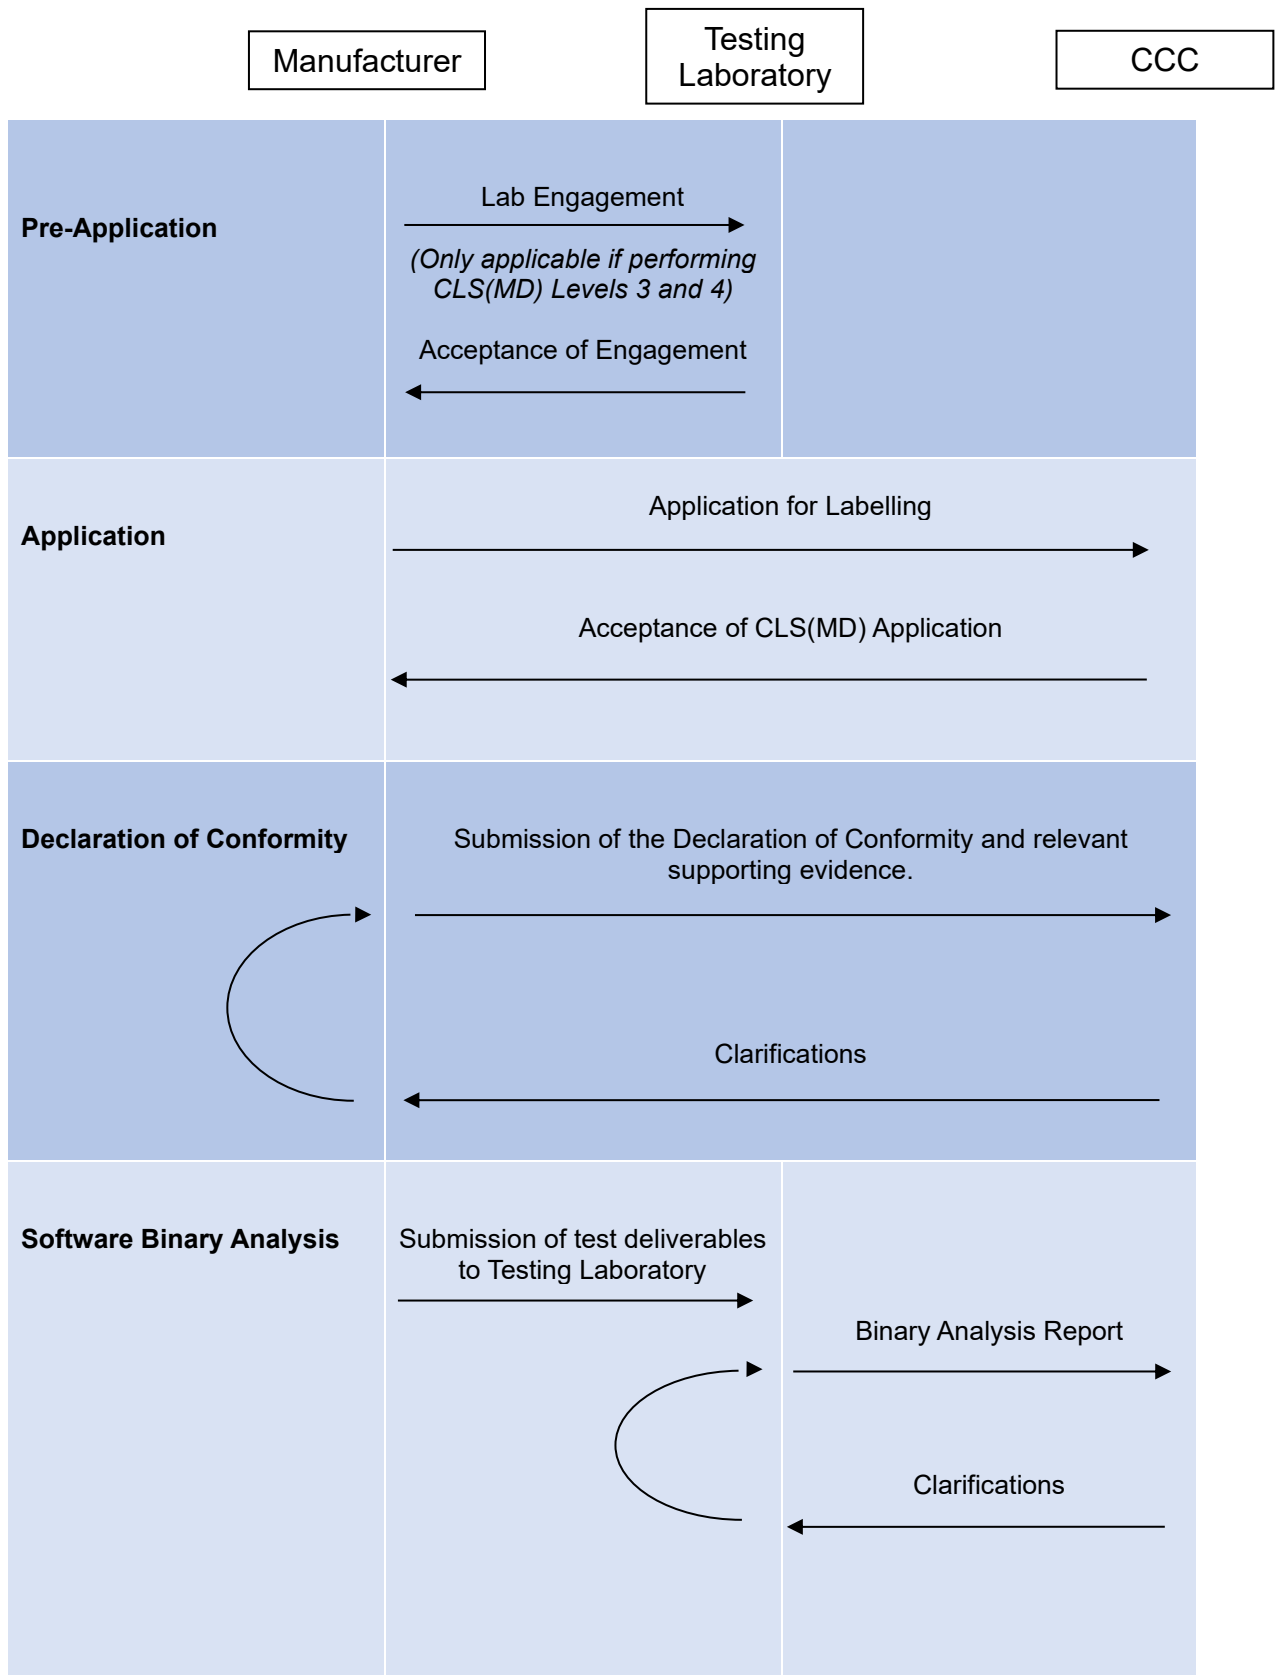 Manufacturer
Testing
Laboratory
CCC
Pre-Application
Lab Engagement
(Only applicable if performing
CLS(MD) Levels 3 and 4)
Acceptance of Engagement
Application
Application for Labelling
Acceptance of CLS(MD) Application
Declaration of Conformity
Submission of the Declaration of Conformity and relevant
supporting evidence.
Clarifications
Software Binary Analysis
Submission of test deliverables
to Testing Laboratory
Binary Analysis Report
Clarifications